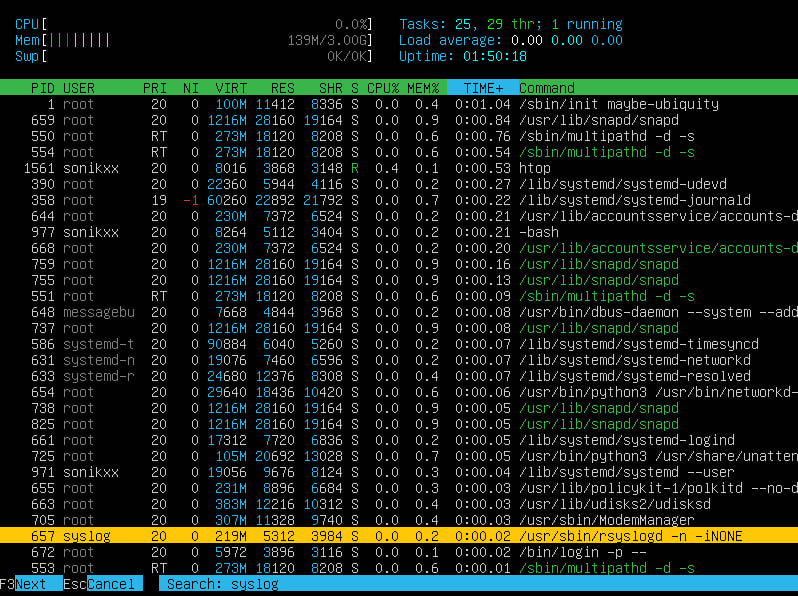 CPU[ 0.0%] Tasks: 25, 29 thr; 1 running
Mem[|||||||| 139M/3.00G] Load average: 0.00 0.00 0.00
Swp[ 0K/0K] Uptime: 01:50:18
PID USER PRI NI VIRT RES SHR S CPU% MEM% TIME+ Command
1 root 20 0 100M 11412 8336 S 0.0 0.4 0:01.04 /sbin/init maybe-ubiquity
659 root 20 0 1216M 28160 19164 S 0.0 0.9 0:00.84 /usr/lib/snapd/snapd
550 root RT 0 273M 18120 8208 S 0.0 0.6 0:00.76 /sbin/multipathd -d -s
554 root RT 0 273M 18120 8208 S 0.0 0.6 0:00.54 /sbin/multipathd -d -s
1561 sonikxx 20 0 8016 3868 3148 R 0.4 0.1 0:00.53 htop
390 root 20 0 22360 5944 4116 S 0.0 0.2 0:00.27 /lib/systemd/systemd-udevd
358 root 19 -1 60260 22892 21792 S 0.0 0.7 0:00.22 /lib/systemd/systemd-journald
644 root 20 0 230M 7372 6524 S 0.0 0.2 0:00.21 /usr/lib/accountsservice/accounts-d
977 sonikxx 20 0 8264 5112 3404 S 0.0 0.2 0:00.21 -bash
668 root 20 0 230M 7372 6524 S 0.0 0.2 0:00.20 /usr/lib/accountsservice/accounts-d
759 root 20 0 1216M 28160 19164 S 0.0 0.9 0:00.16 /usr/lib/snapd/snapd
755 root 20 0 1216M 28160 19164 S 0.0 0.9 0:00.13 /usr/lib/snapd/snapd
551 root RT 0 273M 18120 8208 S 0.0 0.6 0:00.09 /sbin/multipathd -d -s
648 messagebu 20 0 7668 4844 3968 S 0.0 0.2 0:00.08 /usr/bin/dbus-daemon --system --add
737 root 20 0 1216M 28160 19164 S 0.0 0.9 0:00.08 /usr/lib/snapd/snapd
586 systemd-t 20 0 90884 6040 5260 S 0.0 0.2 0:00.07 /lib/systemd/systemd-timesyncd
631 systemd-n 20 0 19076 7460 6596 S 0.0 0.2 0:00.07 /lib/systemd/systemd-networkd
633 systemd-r 20 0 24680 12376 8308 S 0.0 0.4 0:00.07 /lib/systemd/systemd-resolved
654 root 20 0 29640 18436 10420 S 0.0 0.6 0:00.06 /usr/bin/python3 /usr/bin/networkd-
738 root 20 0 1216M 28160 19164 S 0.0 0.9 0:00.05 /usr/lib/snapd/snapd
825 root 20 0 1216M 28160 19164 S 0.0 0.9 0:00.05 /usr/lib/snapd/snapd
661 root 20 0 17312 7720 6836 S 0.0 0.2 0:00.05 /lib/systemd/systemd-logind
725 root 20 0 105M 20692 13028 S 0.0 0.7 0:00.05 /usr/bin/python3 /usr/share/unatten
971 sonikxx 20 0 19056 9676 8124 S 0.0 0.3 0:00.04 /lib/systemd/systemd --user
655 root 20 0 231M 8896 6684 S 0.0 0.3 0:00.03 /usr/lib/policykit-1/polkitd --no-d
663 root 20 0 383M 12216 10312 S 0.0 0.4 0:00.03 /usr/lib/udisks2/udisksd
705 root 20 0 307M 11328 9740 S 0.0 0.4 0:00.03 /usr/sbin/ModemManager
657 syslog 20 0 219M 5312 3984 S 0.0 0.2 0:00.02 /usr/sbin/rsyslogd -n -iNONE
672 root 20 0 5972 3896 3116 S 0.0 0.1 0:00.02 /bin/login -p --
553 root RT 0 273M 18120 8208 S 0.0 0.6 0:00.01 /sbin/multipathd -d -s
F3Next EscCancel Search: syslog